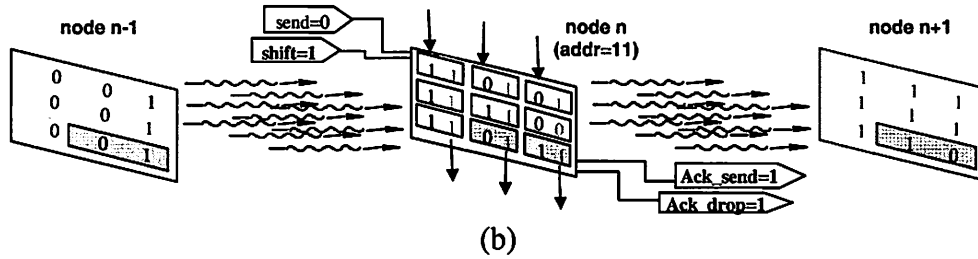 send=0
node n-1
node n
node n+1
shift=1
(addr=11)
0 0 1
0 0 1
0 0 1
1 1 0 1 0 1
1 1 1 1 0 0
1 1 0 1 1 1
1 1 1
1 1 1
1 1 0
Ack_send=1
Ack_drop=1
(b)